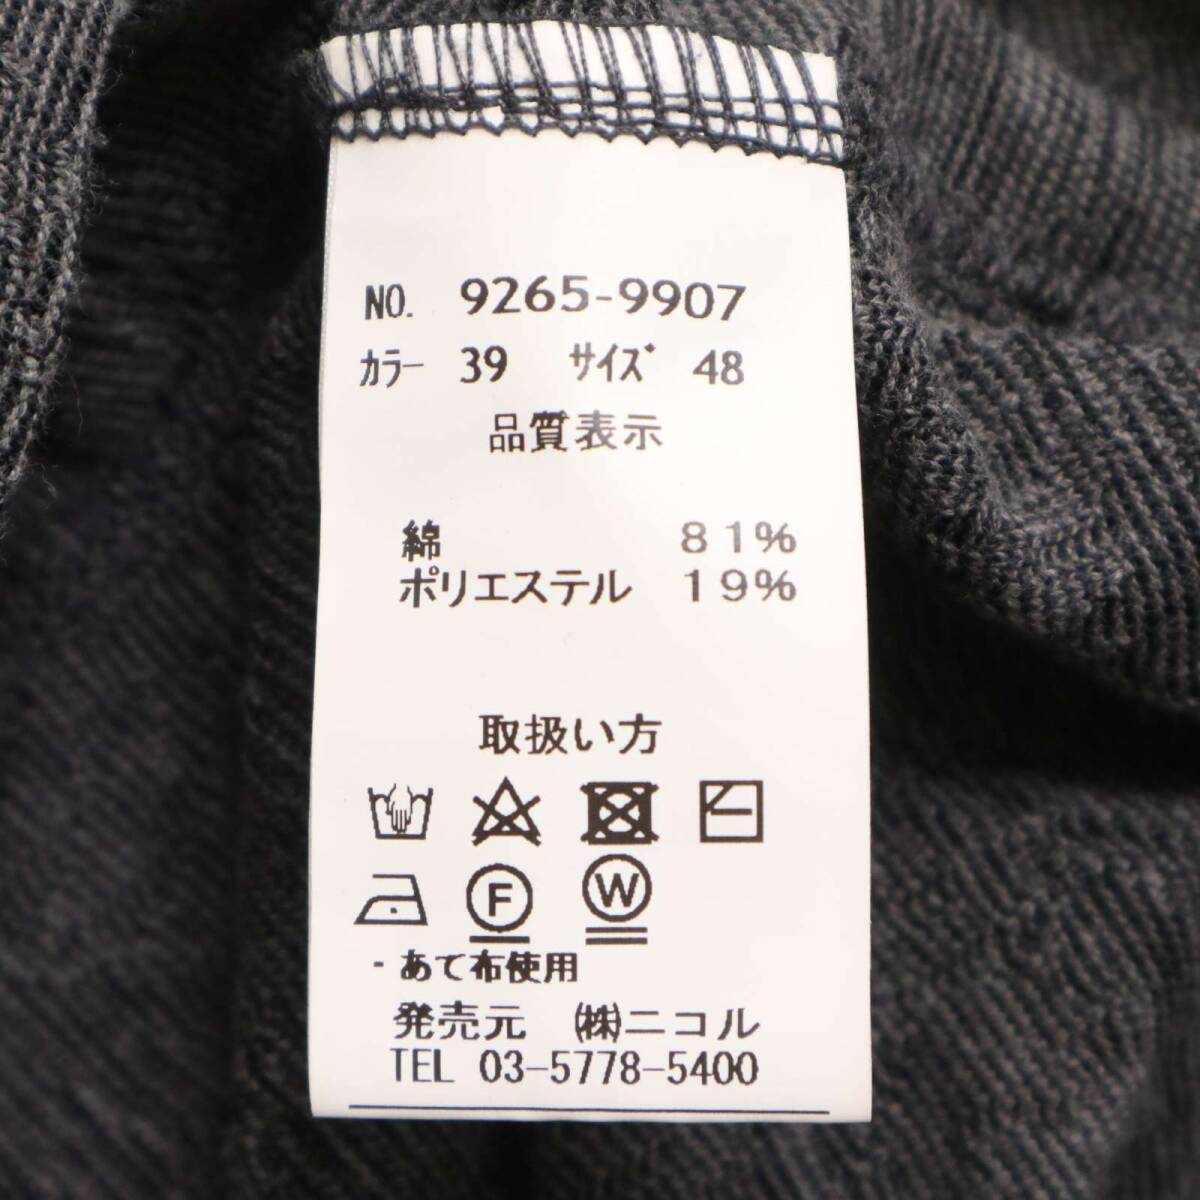 NO. 9265-9907
カラー 39 サイズ 48
品質表示
綿 81%
ポリエステル 19%
取扱い方
F W
・あて布使用
発売元 ㈱ニコル
TEL 03-5778-5400